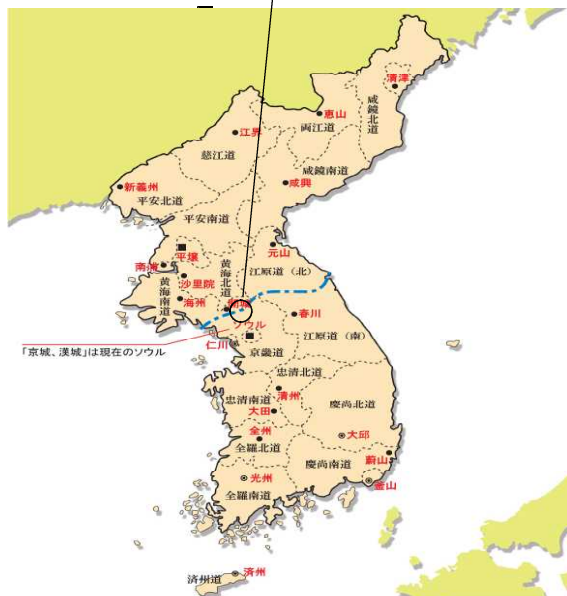 清津
咸鏡北道
恵山
両江道
江界
慈江道
咸鏡南道
咸興
新義州
平安北道
平安南道
元山
平壌
南浦
黄海北道
江原道(北)
沙里院
黄海南道
海州
春川
ソウル
江原道(南)
仁川
京畿道
「京城、漢城」は現在のソウル
忠清北道
忠清南道
清州
慶尚北道
大田
全州
大邱
全羅北道
蔚山
慶尚南道
光州
釜山
全羅南道
済州
済州道